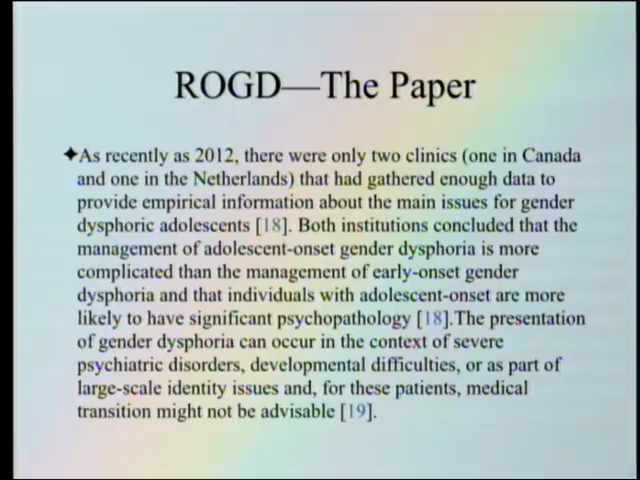 ROGD—The Paper
✦As recently as 2012, there were only two clinics (one in Canada
and one in the Netherlands) that had gathered enough data to
provide empirical information about the main issues for gender
dysphoric adolescents [18]. Both institutions concluded that the
management of adolescent-onset gender dysphoria is more
complicated than the management of early-onset gender
dysphoria and that individuals with adolescent-onset are more
likely to have significant psychopathology [18].The presentation
of gender dysphoria can occur in the context of severe
psychiatric disorders, developmental difficulties, or as part of
large-scale identity issues and, for these patients, medical
transition might not be advisable [19].